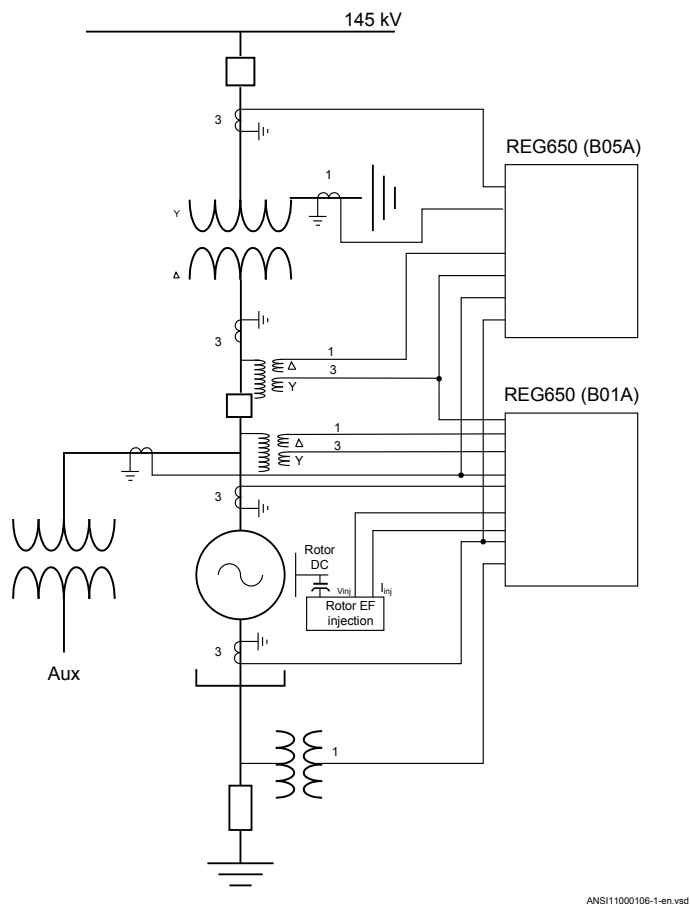 145 kV
3
REG650 (B05A)
1
Y
Δ
3
1
Δ
3
Y
REG650 (B01A)
1
Δ
3
Y
3
Rotor
DC
Vinj
Iinj
Rotor EF
injection
3
Aux
1
ANSI11000106-1-en.vsd